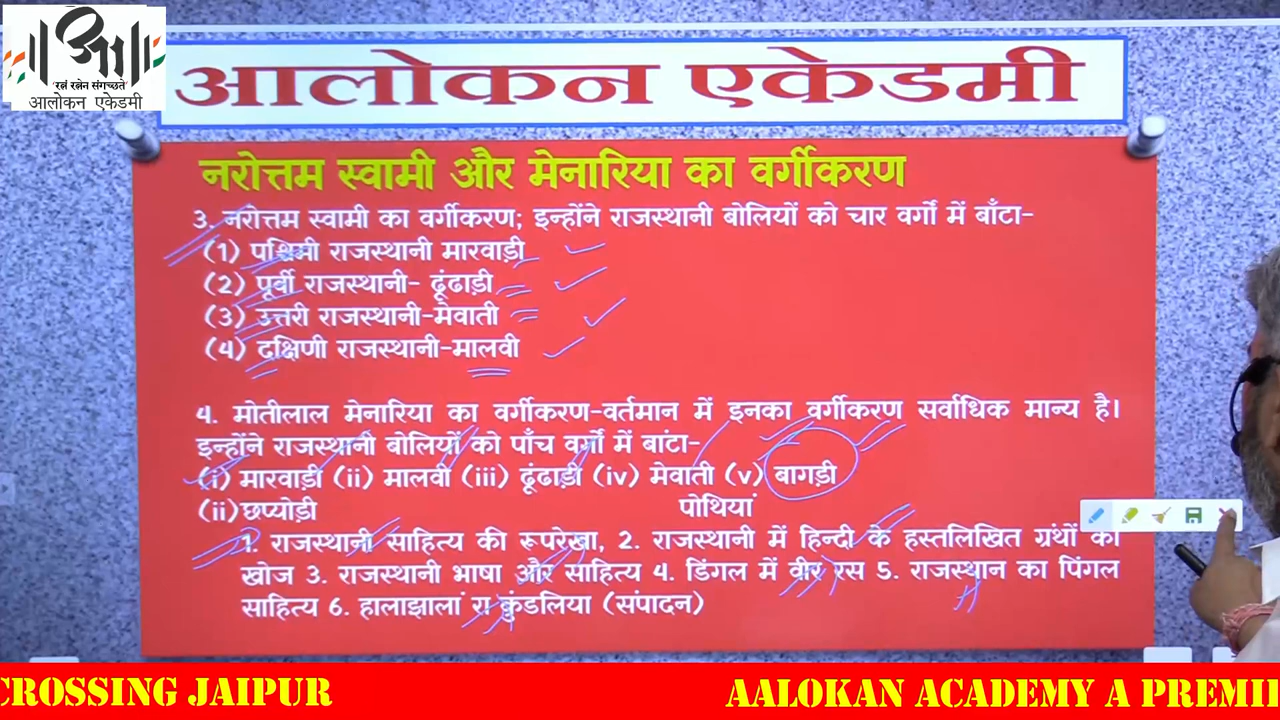 आ
'रत्नं रत्नेन संगच्छते'
आलोकन एकेडमी
आलोकन एकेडमी
नरोत्तम स्वामी और मेनारिया का वर्गीकरण
3. नरोत्तम स्वामी का वर्गीकरण; इन्होंने राजस्थानी बोलियों को चार वर्गों में बाँटा-
(1) पश्चिमी राजस्थानी मारवाड़ी
(2) पूर्वी राजस्थानी- ढूंढाड़ी
(3) उत्तरी राजस्थानी-मेवाती
(4) दक्षिणी राजस्थानी-मालवी
4. मोतीलाल मेनारिया का वर्गीकरण-वर्तमान में इनका वर्गीकरण सर्वाधिक मान्य है।
इन्होंने राजस्थानी बोलियों को पाँच वर्गों में बांटा-
(i) मारवाड़ी (ii) मालवी (iii) ढूंढाड़ी (iv) मेवाती (v) बागड़ी
(ii)छप्योड़ी पोथियां
1. राजस्थानी साहित्य की रूपरेखा, 2. राजस्थानी में हिन्दी के हस्तलिखित ग्रंथों की
खोज 3. राजस्थानी भाषा और साहित्य 4. डिंगल में वीर रस 5. राजस्थान का पिंगल
साहित्य 6. हालाझालां रा कुंडलिया (संपादन)
CROSSING JAIPUR AALOKAN ACADEMY A PREMI